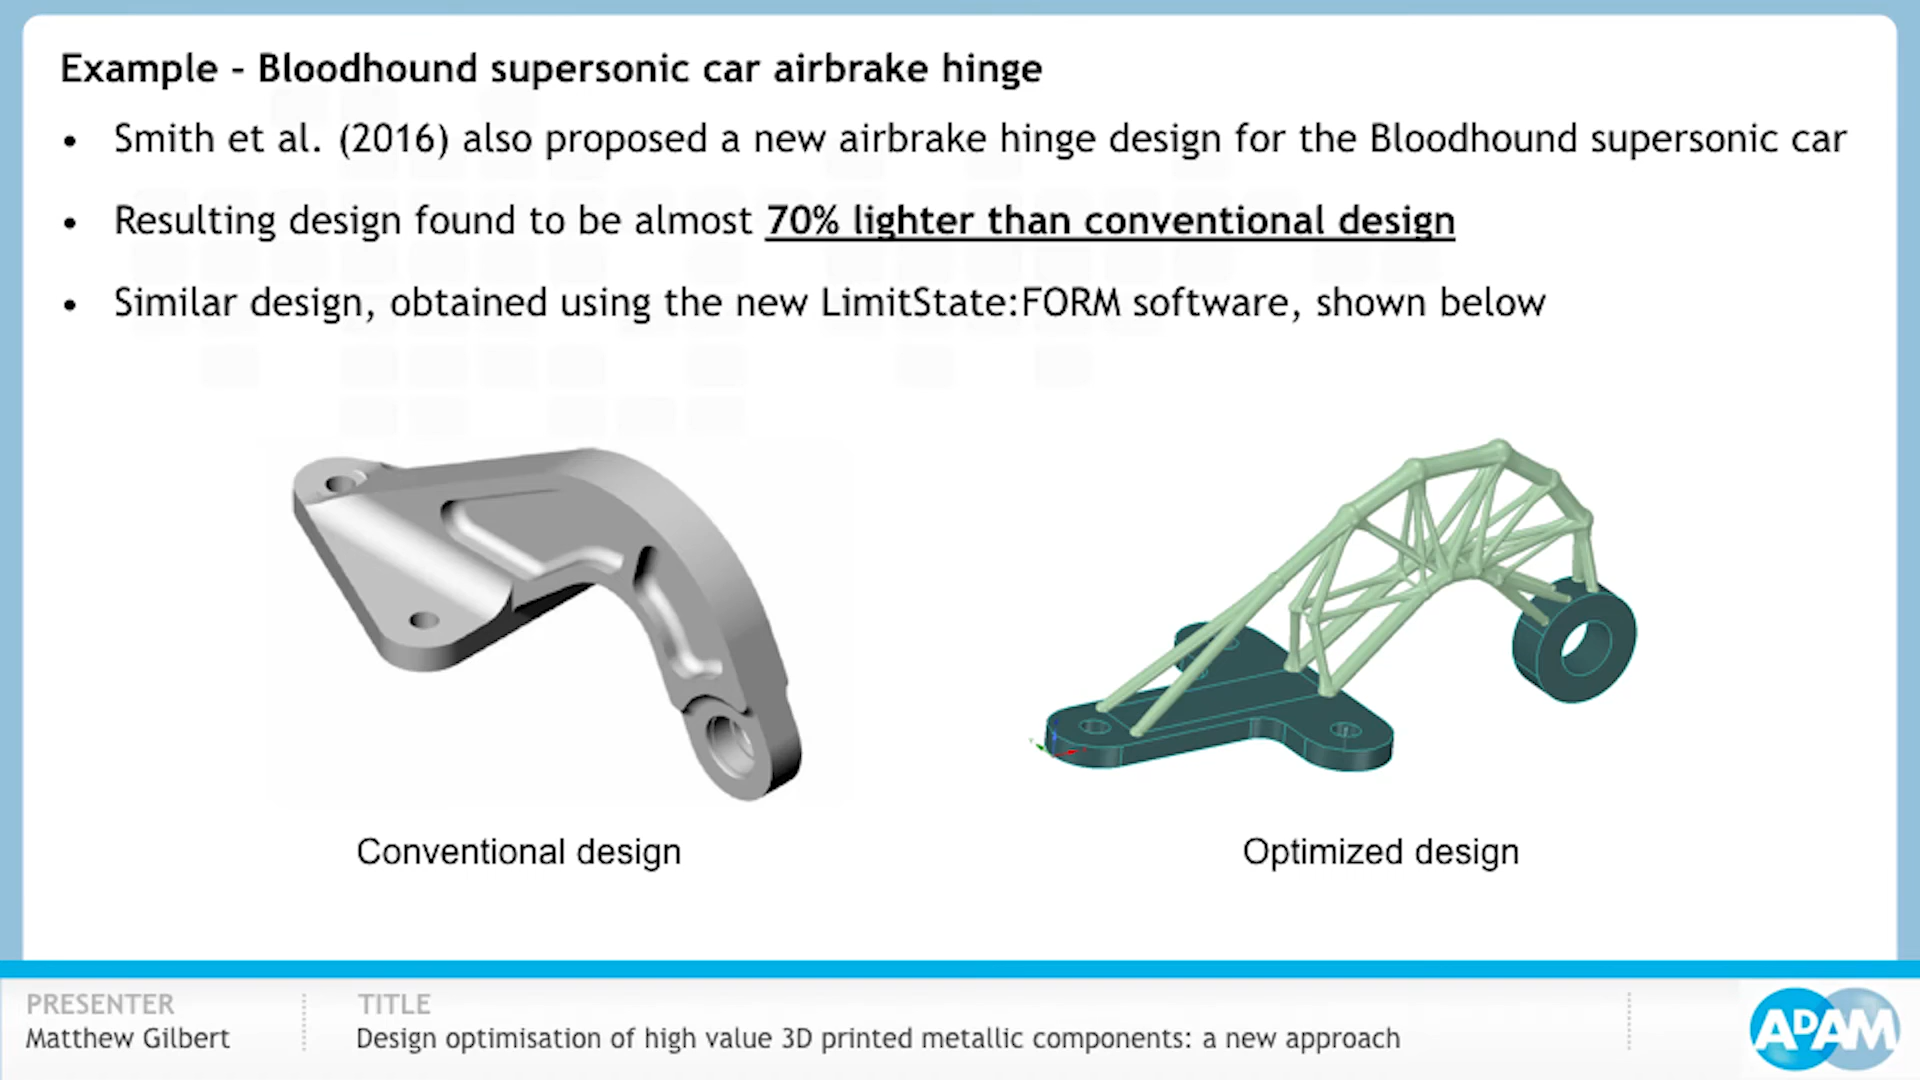 Example - Bloodhound supersonic car airbrake hinge
• Smith et al. (2016) also proposed a new airbrake hinge design for the Bloodhound supersonic car
• Resulting design found to be almost 70% lighter than conventional design
• Similar design, obtained using the new LimitState:FORM software, shown below
Conventional design
Optimized design
PRESENTER
Matthew Gilbert
TITLE
Design optimisation of high value 3D printed metallic components: a new approach
APAM